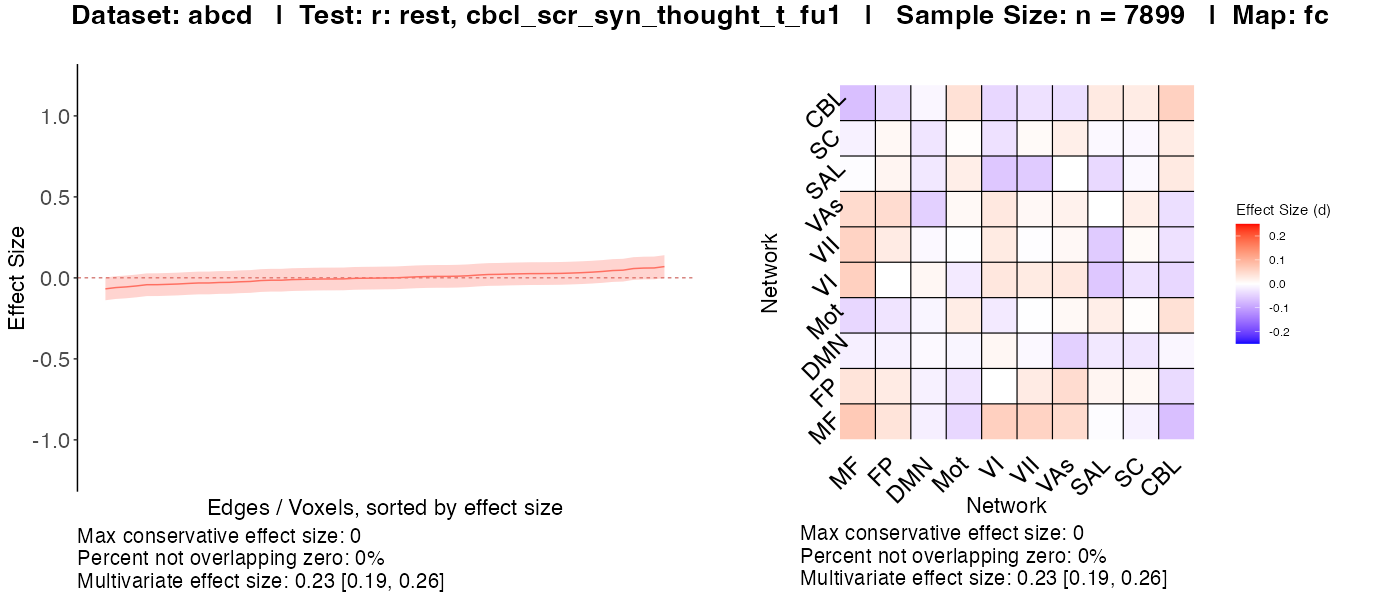 Dataset: abcd | Test: r: rest, cbcl_scr_syn_thought_t_fu1 | Sample Size: n = 7899 | Map: fc
Effect Size
1.0
0.5
0.0
-0.5
-1.0
Edges / Voxels, sorted by effect size
Max conservative effect size: 0
Percent not overlapping zero: 0%
Multivariate effect size: 0.23 [0.19, 0.26]
Network
CBL
SC
SAL
VAs
VII
VI
Mot
DMN
FP
MF
MF FP DMN Mot VI VII VAs SAL SC CBL
Network
Max conservative effect size: 0
Percent not overlapping zero: 0%
Multivariate effect size: 0.23 [0.19, 0.26]
Effect Size (d)
0.2
0.1
0.0
-0.1
-0.2